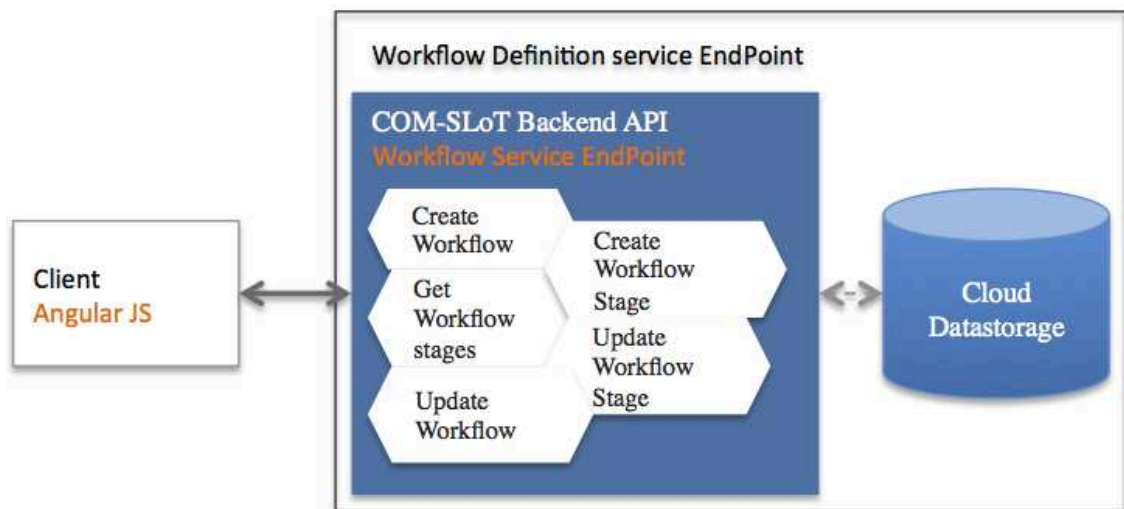 Workflow Definition service EndPoint
COM-SLoT Backend API
Workflow Service EndPoint
Create
Workflow
Create
Workflow
Stage
Client
Angular JS
Get
Workflow
stages
Update
Workflow
Stage
Update
Workflow
Cloud
Datastorage